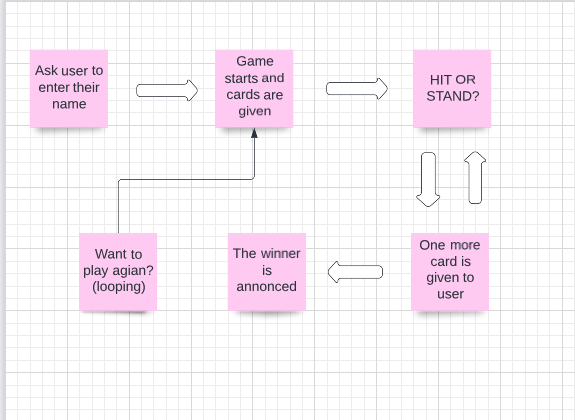 Ask user to
enter their
name
Game
starts and
cards are
given
HIT OR
STAND?
Want to
play agian?
(looping)
The winner
is
annonced
One more
card is
given to
user